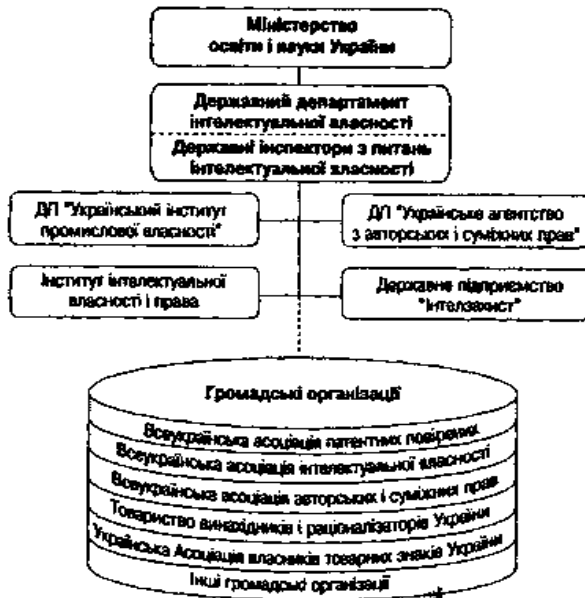 Міністерство
освіти і науки України
Державний департамент
інтелектуальної власності
Державні інспектори з питань
інтелектуальної власності
ДП "Український інститут
промислової власності"
ДП "Українське агентство
з авторських і суміжних прав"
Інститут інтелектуальної
власності і права
Державне підприємство
"Інтелзахист"
Громадські організації
Всеукраїнська асоціація патентних повірених
Всеукраїнська асоціація інтелектуальної власності
Всеукраїнська асоціація авторських і суміжних прав
Товариство винахідників і раціоналізаторів України
Українська Асоціація власників товарних знаків України
Інші громадські організації